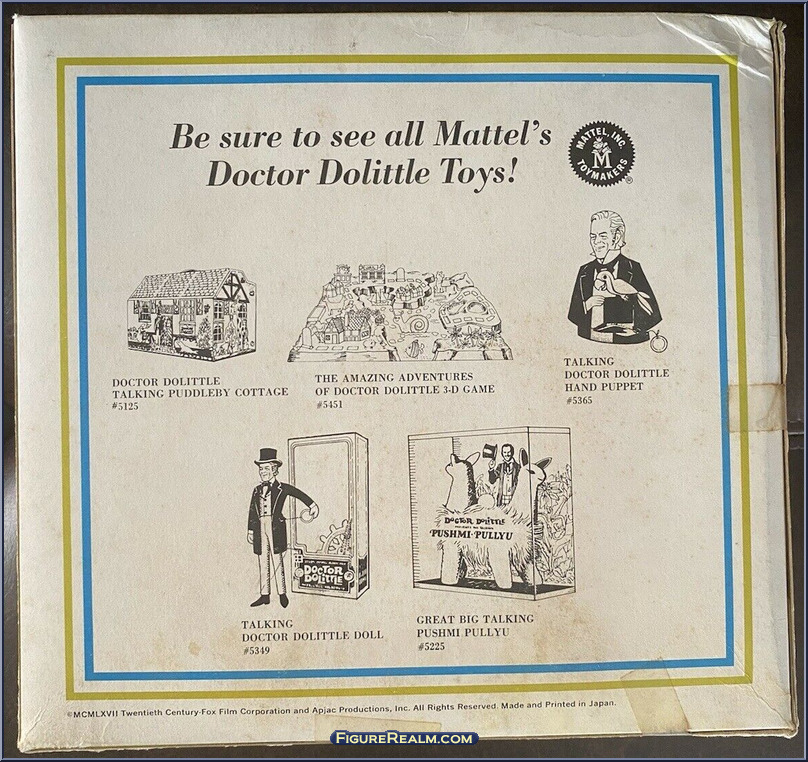 Be sure to see all Mattel's
Doctor Dolittle Toys!
MATTEL, INC.
M
TOYMAKERS
®
DOCTOR DOLITTLE
TALKING PUDDLEBY COTTAGE
#5125
THE AMAZING ADVENTURES
OF DOCTOR DOLITTLE 3-D GAME
#5451
TALKING
DOCTOR DOLITTLE
HAND PUPPET
#5365
DOCTOR
DOLITTLE
TALKING
DOCTOR DOLITTLE DOLL
#5349
DOCTOR DOLITTLE
PUSHMI-PULLYU
GREAT BIG TALKING
PUSHMI PULLYU
#5225
©MCMLXVII Twentieth Century-Fox Film Corporation and Apjac Productions, Inc. All Rights Reserved. Made and Printed in Japan.
FIGUREREALM.COM